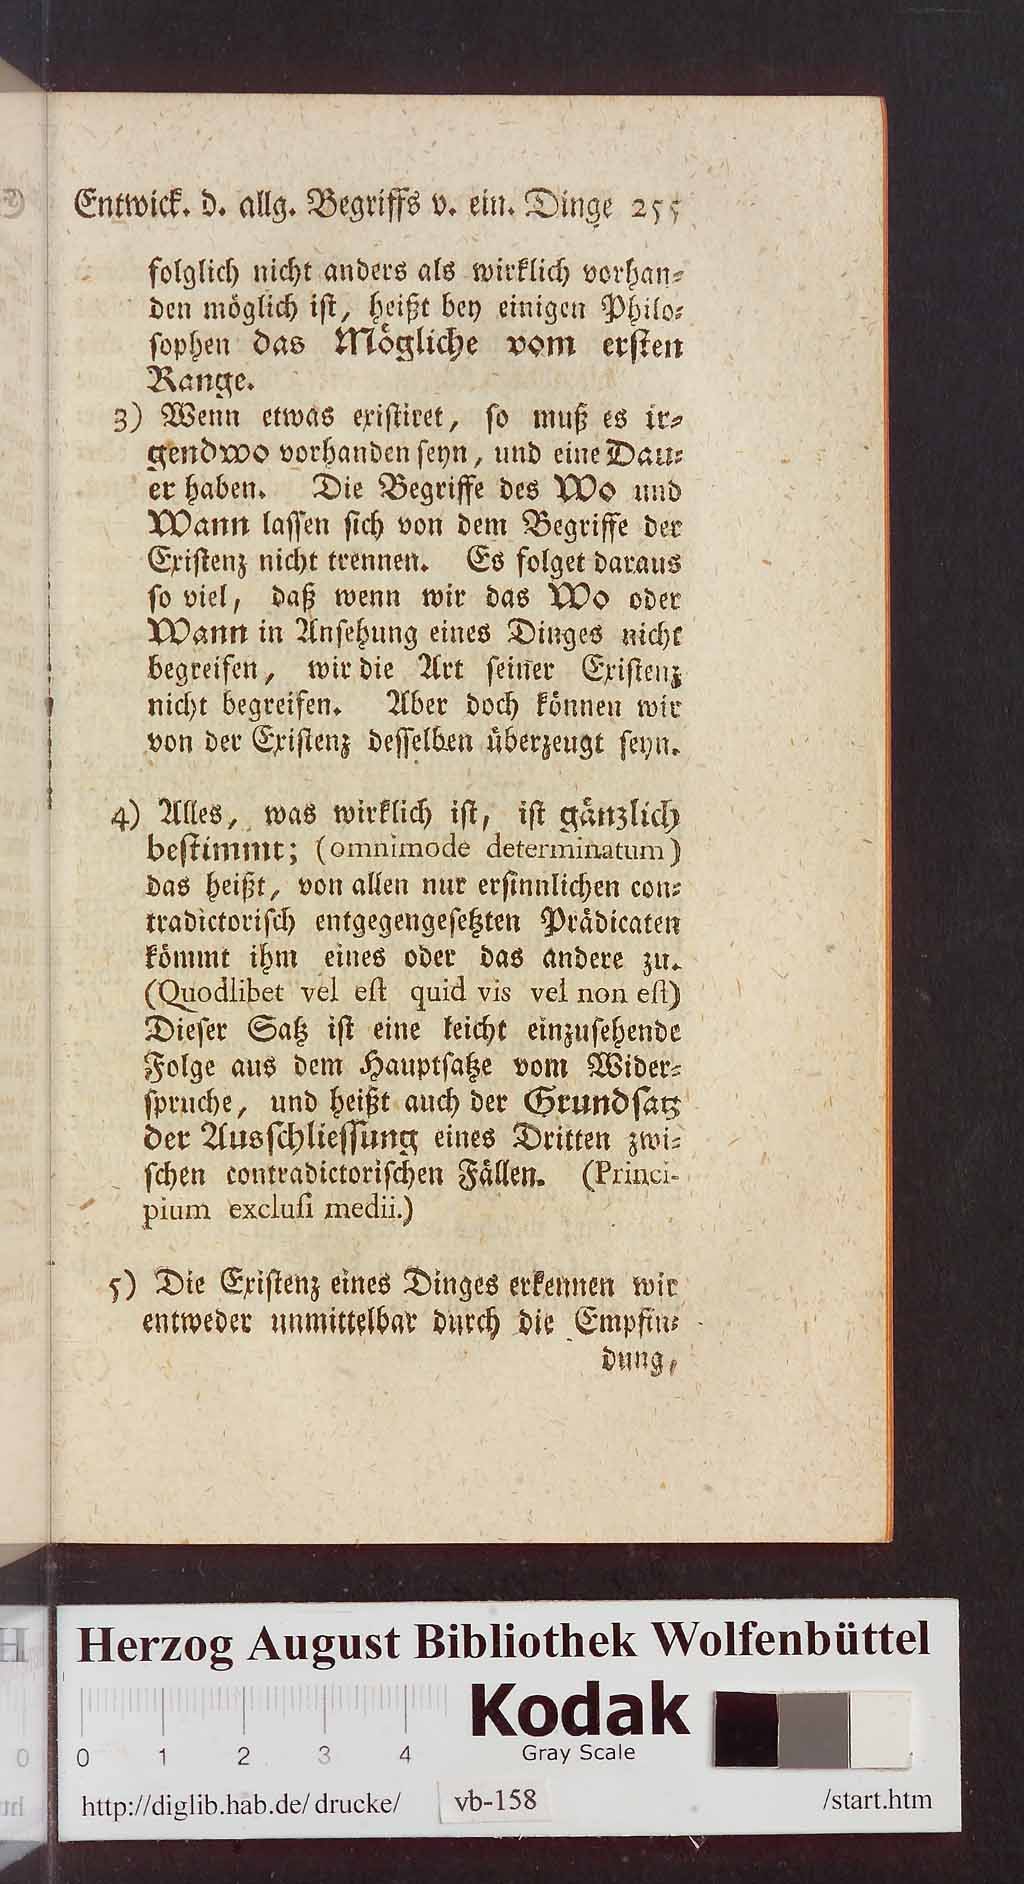 Entwick. d. allg. Begriffs v. ein. Dinge 255
folglich nicht anders als wirklich vorhan-
den möglich ist, heißt bey einigen Philo-
sophen das Mögliche vom ersten
Range.
3) Wenn etwas existiret, so muß es ir-
gendwo vorhanden seyn, und eine Dau-
er haben. Die Begriffe des Wo und
Wann lassen sich von dem Begriffe der
Existenz nicht trennen. Es folget daraus
so viel, daß wenn wir das Wo oder
Wann in Ansehung eines Dinges nicht
begreifen, wir die Art seiner Existenz
nicht begreifen. Aber doch können wir
von der Existenz desselben überzeugt seyn.
4) Alles, was wirklich ist, ist gänzlich
bestimmt; (omnimode determinatum)
das heißt, von allen nur ersinnlichen con-
tradictorisch entgegengesetzten Prädicaten
kömmt ihm eines oder das andere zu.
(Quodlibet vel est quid vis vel non est)
Dieser Satz ist eine leicht einzusehende
Folge aus dem Hauptsatze vom Wider-
spruche, und heißt auch der Grundsatz
der Ausschliessung eines Dritten zwi-
schen contradictorischen Fällen. (Princi-
pium exclusi medii.)
5) Die Existenz eines Dinges erkennen wir
entweder unmittelbar durch die Empfin-
dung,
Herzog August Bibliothek Wolfenbüttel
Kodak
Gray Scale
0 1 2 3 4
http://diglib.hab.de/drucke/ vb-158 /start.htm